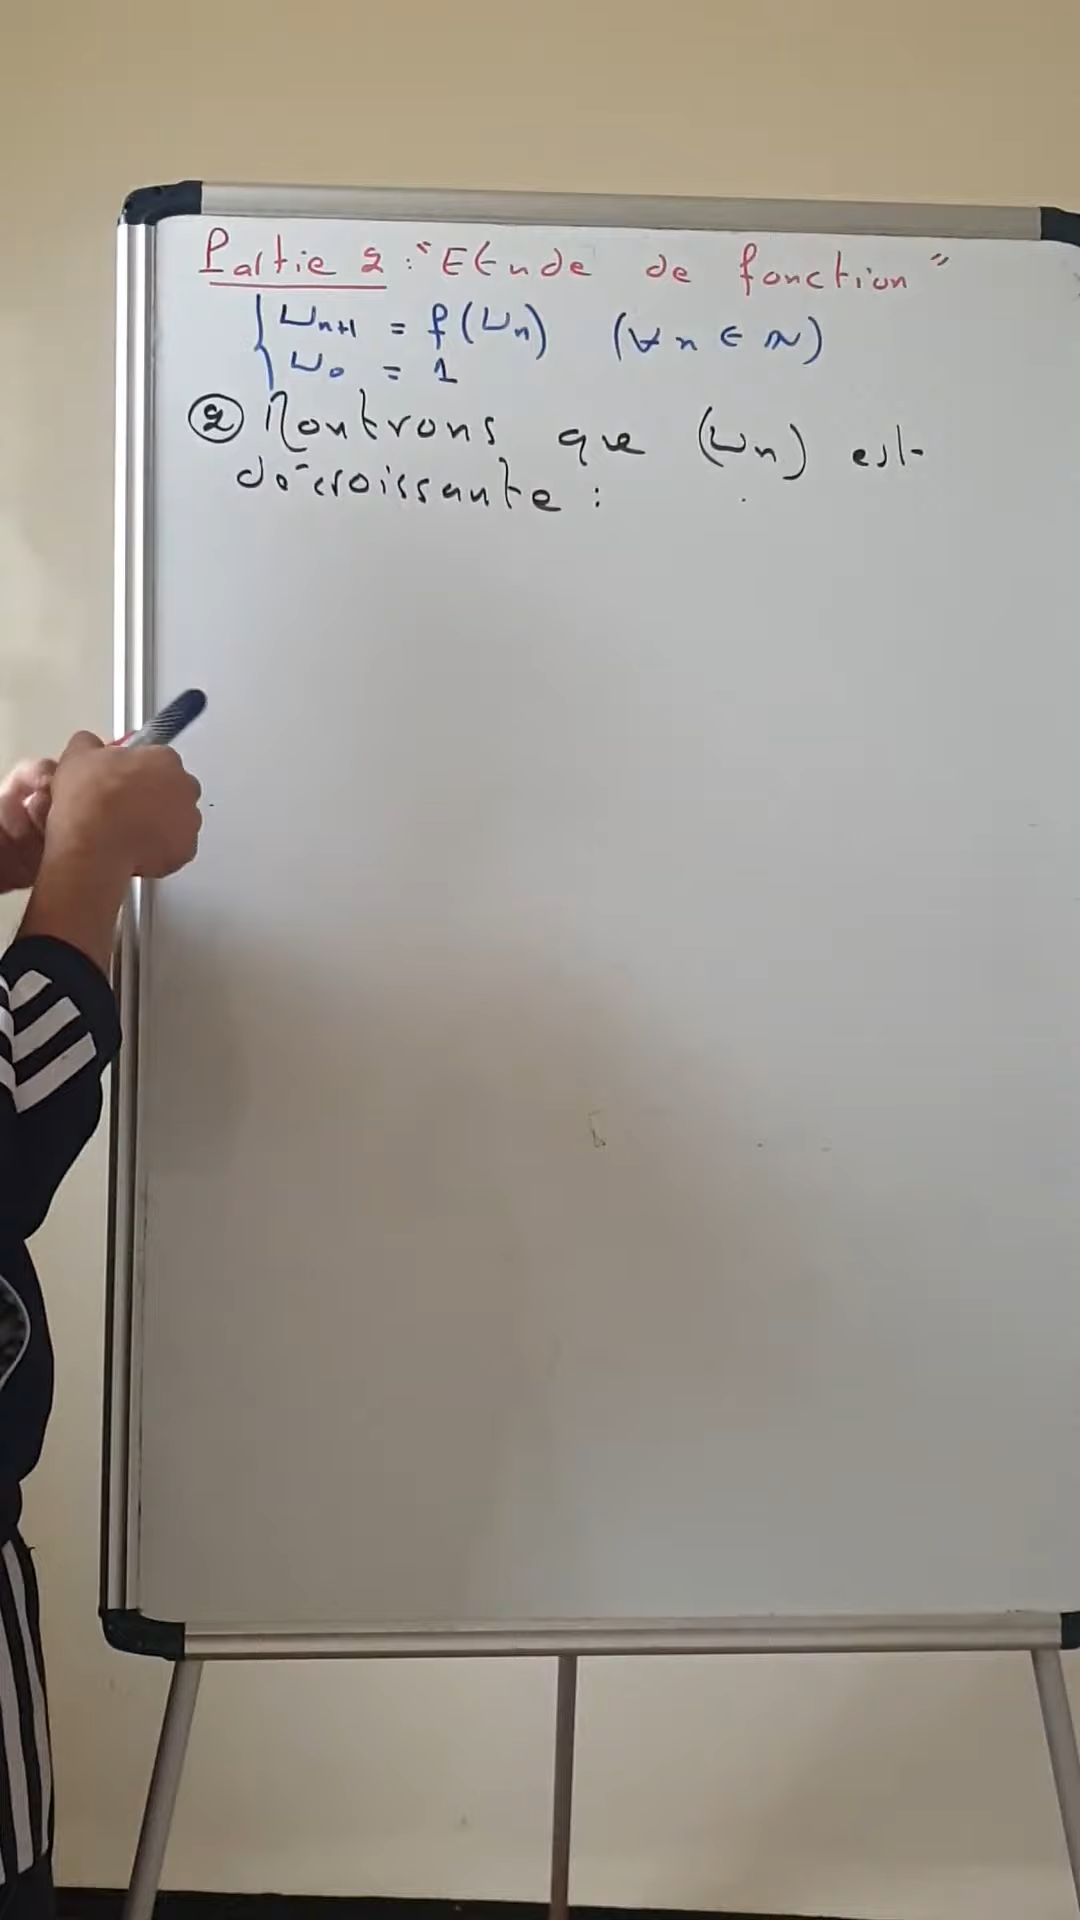 Partie 2 : "Etude de fonction"
Un+1 = f(Un) (∀ n ∈ ℕ)
U0 = 1
② Montrons que (Un) est
décroissante :